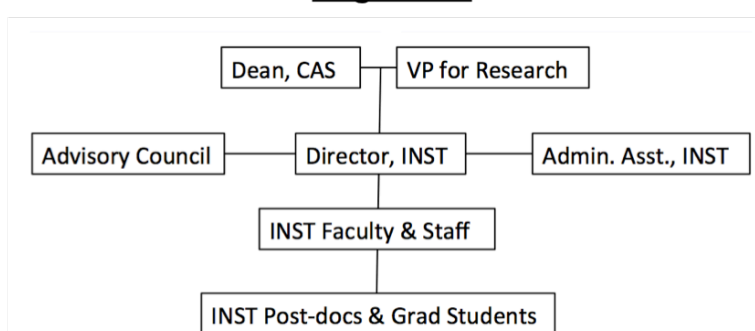 Dean, CAS
VP for Research
Advisory Council
Director, INST
Admin. Asst., INST
INST Faculty & Staff
INST Post-docs & Grad Students